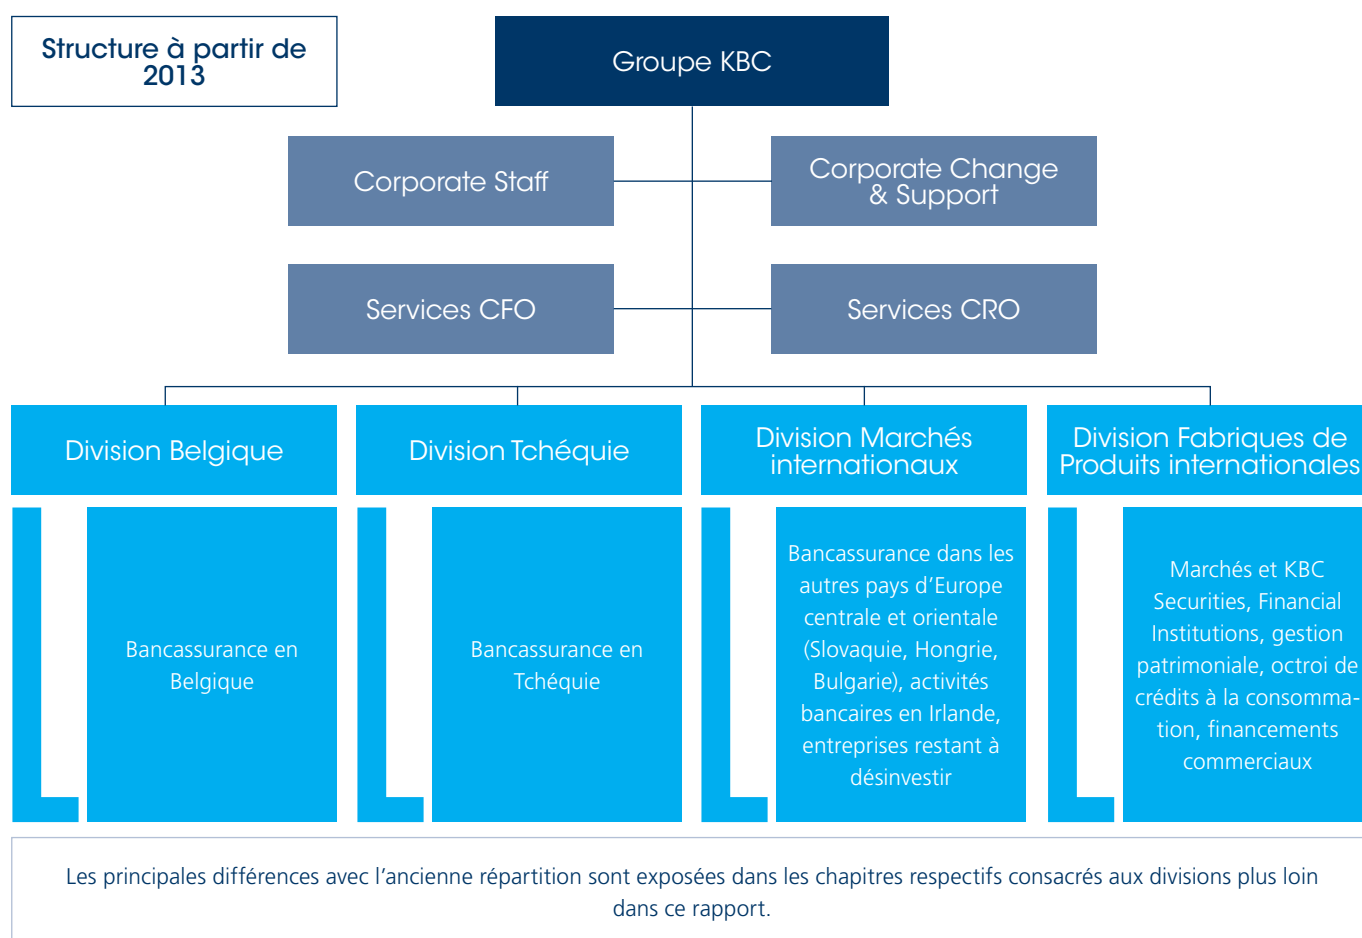 Structure à partir de
2013
Groupe KBC
Corporate Staff
Corporate Change
& Support
Services CFO
Services CRO
Division Belgique
Division Tchéquie
Division Marchés
internationaux
Division Fabriques de
Produits internationales
Bancassurance en
Belgique
Bancassurance en
Tchéquie
Bancassurance dans les
autres pays d’Europe
centrale et orientale
(Slovaquie, Hongrie,
Bulgarie), activités
bancaires en Irlande,
entreprises restant à
désinvestir
Marchés et KBC
Securities, Financial
Institutions, gestion
patrimoniale, octroi de
crédits à la consomma-
tion, financements
commerciaux
Les principales différences avec l’ancienne répartition sont exposées dans les chapitres respectifs consacrés aux divisions plus loin
dans ce rapport.